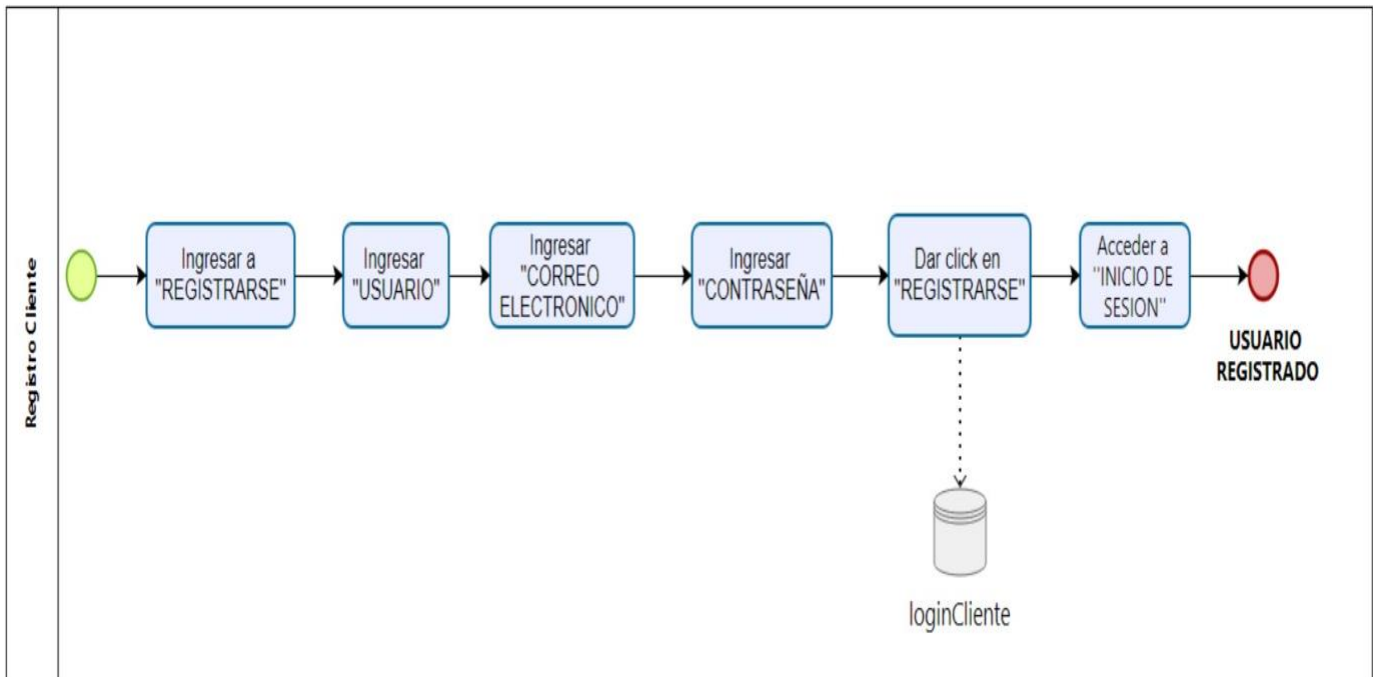 Registro Cliente
Ingresar a
"REGISTRARSE"
Ingresar
"USUARIO"
Ingresar
"CORREO
ELECTRONICO"
Ingresar
"CONTRASEÑA"
Dar click en
"REGISTRARSE"
Acceder a
"INICIO DE
SESION"
USUARIO
REGISTRADO
loginCliente